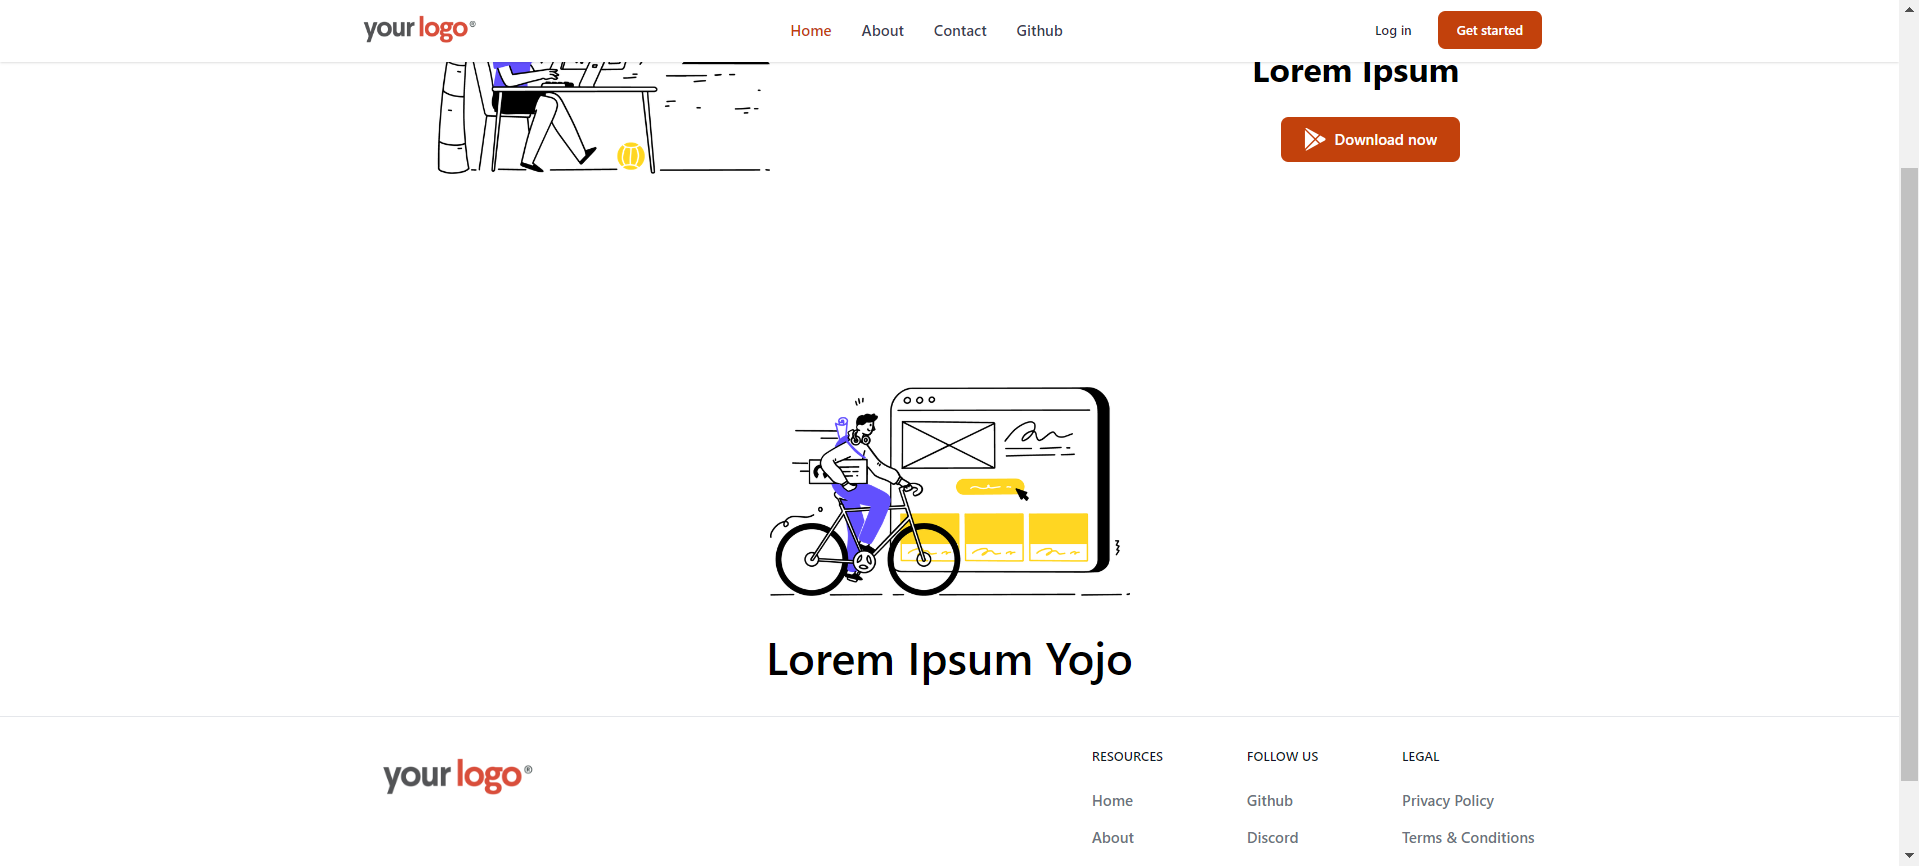 your logo®
Home About Contact Github
Log in
Get started
Lorem Ipsum
Download now
Lorem Ipsum Yojo
your logo®
RESOURCES
Home
About
FOLLOW US
Github
Discord
LEGAL
Privacy Policy
Terms & Conditions